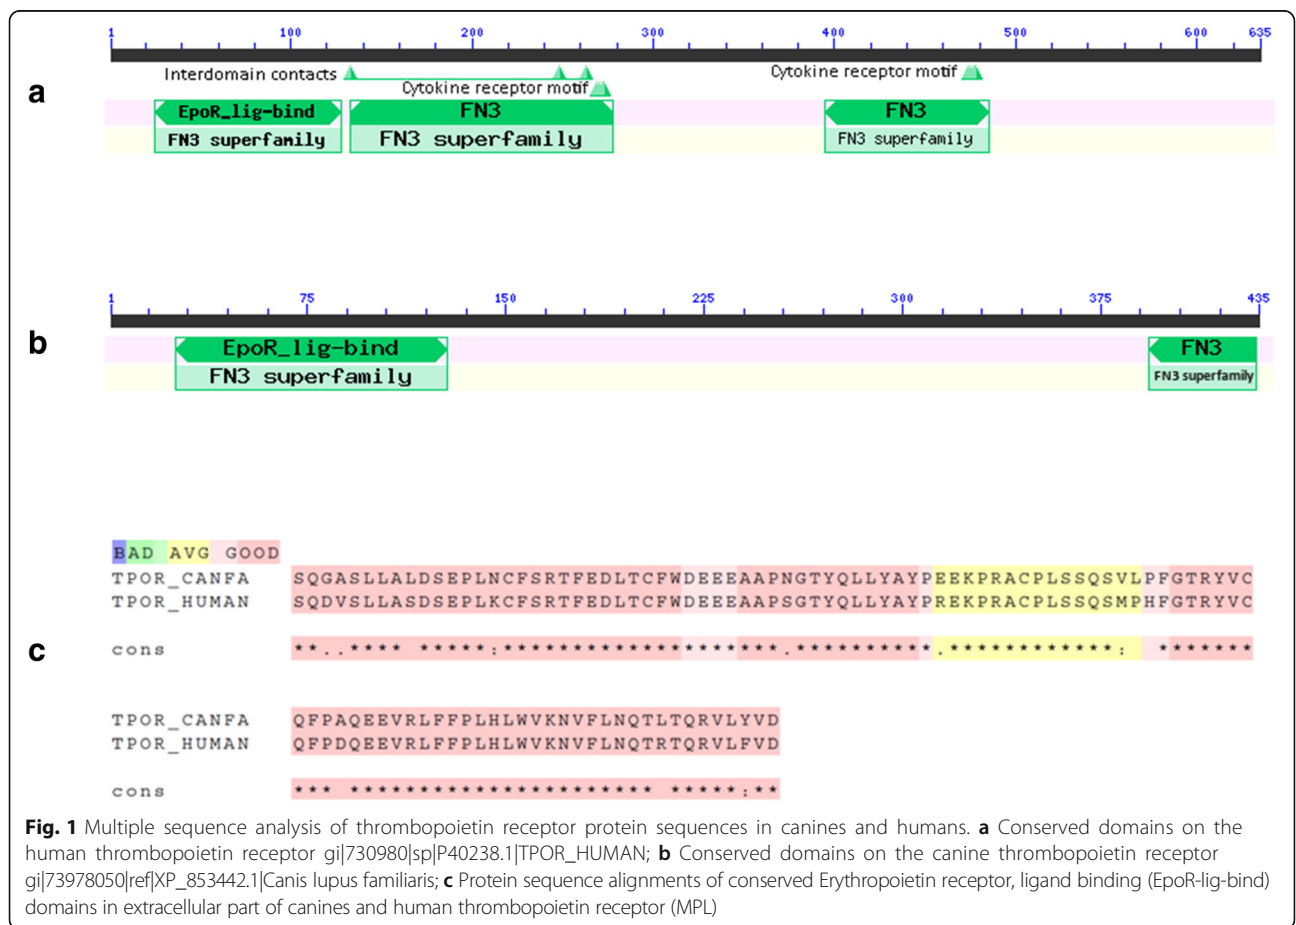 1 100 200 300 400 500 600 635
Interdomain contacts
Cytokine receptor motif
Cytokine receptor motif
a
EpoR_lig-bind FN3 FN3
FN3 superfamily FN3 superfamily FN3 superfamily
1 75 150 225 300 375 435
b
EpoR_lig-bind FN3
FN3 superfamily FN3 superfamily
BAD AVG GOOD
TPOR_CANFA SQGASLLALDSEPLNCFSRTFEDLTCFWDEEEAAPNGTYQLLYAYPEEKPRACPLSSQSVLPFGTRYVC
TPOR_HUMAN SQDVSLLASDSEPLKCFSRTFEDLTCFWDEEEAAPSGTYQLLYAYPREKPRACPLSSQSMPHFGTRYVC
c
cons **..**** *****:********************.**********.************: *******
TPOR_CANFA QFPAQEEVRLFFPLHLWVKNVFLNQTLTQRVLYVD
TPOR_HUMAN QFPDQEEVRLFFPLHLWVKNVFLNQTRTQRVLFVD
cons *** ********************** *****:**
Fig. 1 Multiple sequence analysis of thrombopoietin receptor protein sequences in canines and humans. a Conserved domains on the
human thrombopoietin receptor gi|730980|sp|P40238.1|TPOR_HUMAN; b Conserved domains on the canine thrombopoietin receptor
gi|73978050|ref|XP_853442.1|Canis lupus familiaris; c Protein sequence alignments of conserved Erythropoietin receptor, ligand binding (EpoR-lig-bind)
domains in extracellular part of canines and human thrombopoietin receptor (MPL)